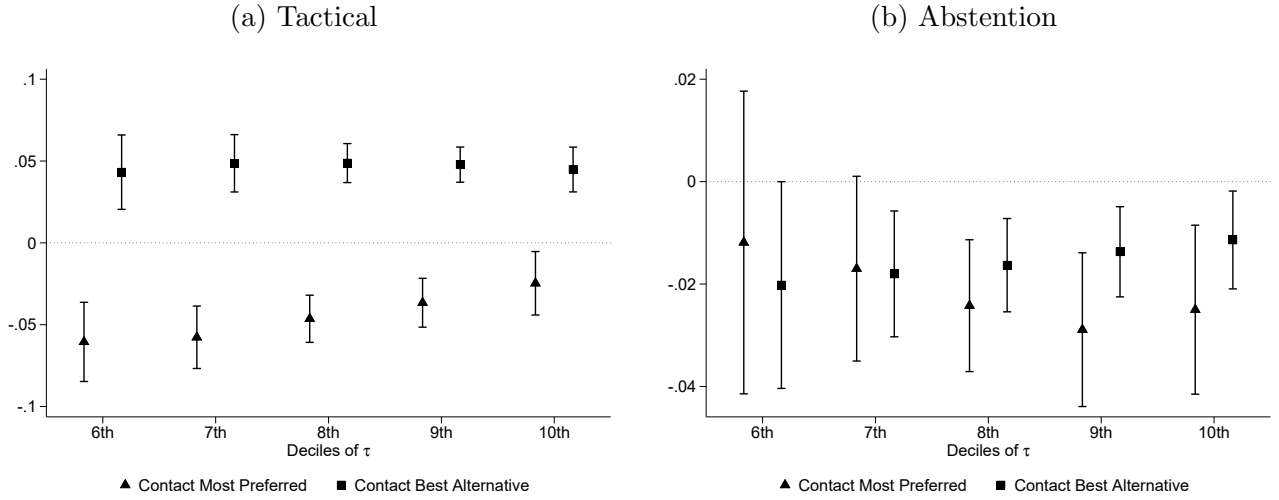 (a) Tactical
.1
.05
0
-.05
-.1
6th 7th 8th 9th 10th
Deciles of τ
Contact Most Preferred Contact Best Alternative
(b) Abstention
.02
0
-.02
-.04
6th 7th 8th 9th 10th
Deciles of τ
Contact Most Preferred Contact Best Alternative